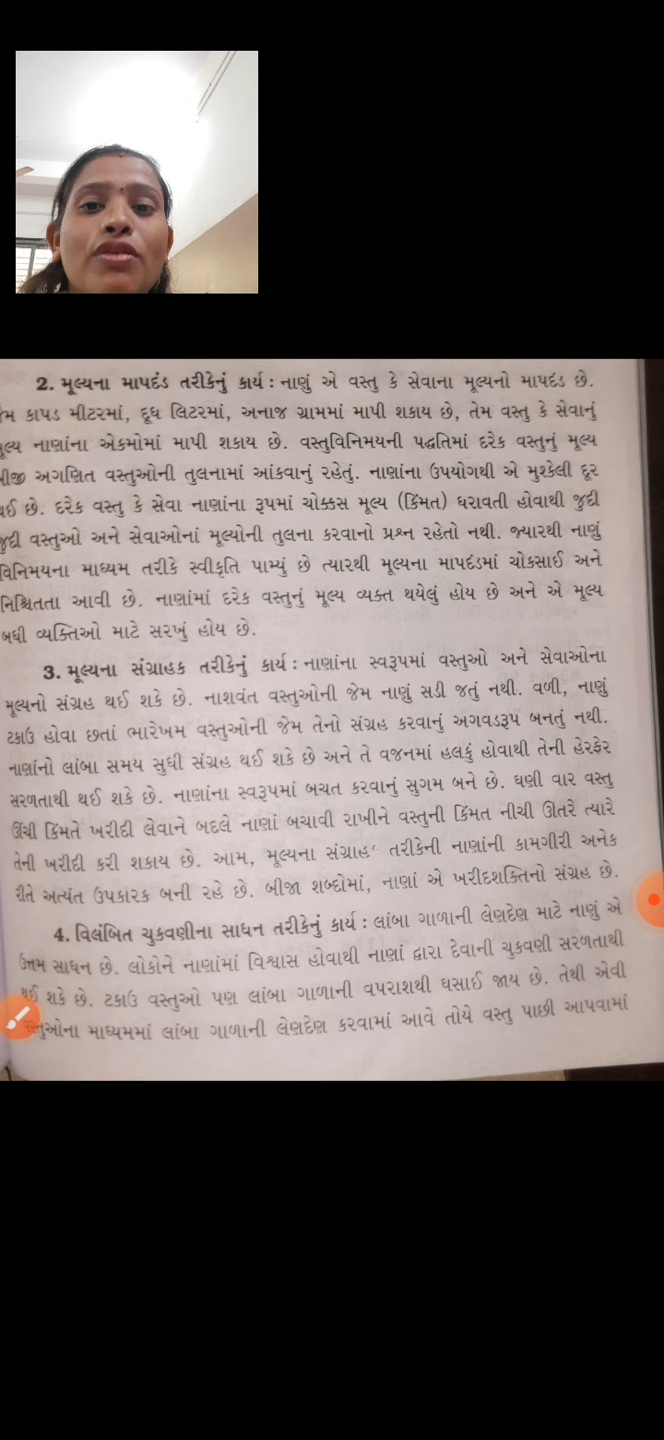 2. મૂલ્યના માપદંડ તરીકેનું કાર્ય : નાણું એ વસ્તુ કે સેવાના મૂલ્યનો માપદંડ છે.
કાપડ મીટરમાં, દૂધ લિટરમાં, અનાજ ગ્રામમાં માપી શકાય છે, તેમ વસ્તુ કે સેવાનું
નાણાંના એકમોમાં માપી શકાય છે. વસ્તુવિનિમયની પદ્ધતિમાં દરેક વસ્તુનું મૂલ્ય
અગણિત વસ્તુઓની તુલનામાં આંકવાનું રહેતું. નાણાંના ઉપયોગથી એ મુશ્કેલી દૂર
છે. દરેક વસ્તુ કે સેવા નાણાંના રૂપમાં ચોક્કસ મૂલ્ય (કિંમત) ધરાવતી હોવાથી જુદી
જુદી વસ્તુઓ અને સેવાઓનાં મૂલ્યોની તુલના કરવાનો પ્રશ્ન રહેતો નથી. જ્યારથી નાણું
વિનિમયના માધ્યમ તરીકે સ્વીકૃતિ પામ્યું છે ત્યારથી મૂલ્યના માપદંડમાં ચોકસાઈ અને
નિશ્ચિતતા આવી છે. નાણાંમાં દરેક વસ્તુનું મૂલ્ય વ્યક્ત થયેલું હોય છે અને એ મૂલ્ય
બધી વ્યક્તિઓ માટે સરખું હોય છે.
3. મૂલ્યના સંગ્રાહક તરીકેનું કાર્ય : નાણાંના સ્વરૂપમાં વસ્તુઓ અને સેવાઓના
મૂલ્યનો સંગ્રહ થઈ શકે છે. નાશવંત વસ્તુઓની જેમ નાણું સડી જતું નથી. વળી, નાણું
ટકાઉ હોવા છતાં ભારેખમ વસ્તુઓની જેમ તેનો સંગ્રહ કરવાનું અગવડરૂપ બનતું નથી.
નાણાંનો લાંબા સમય સુધી સંગ્રહ થઈ શકે છે અને તે વજનમાં હલકું હોવાથી તેની હેરફેર
સરળતાથી થઈ શકે છે. નાણાંના સ્વરૂપમાં બચત કરવાનું સુગમ બને છે. ઘણી વાર વસ્તુ
ઊંચી કિંમતે ખરીદી લેવાને બદલે નાણાં બચાવી રાખીને વસ્તુની કિંમત નીચી ઊતરે ત્યારે
તેની ખરીદી કરી શકાય છે. આમ, મૂલ્યના સંગ્રાહ તરીકેની નાણાંની કામગીરી અનેક
રીતે અત્યંત ઉપકારક બની રહે છે. બીજા શબ્દોમાં, નાણાં એ ખરીદશક્તિનો સંગ્રહ છે.
4. વિલંબિત ચુકવણીના સાધન તરીકેનું કાર્ય : લાંબા ગાળાની લેણદેણ માટે નાણું એ
ઉત્તમ સાધન છે. લોકોને નાણાંમાં વિશ્વાસ હોવાથી નાણાં દ્વારા દેવાની ચુકવણી સરળતાથી
થઈ શકે છે. ટકાઉ વસ્તુઓ પણ લાંબા ગાળાની વપરાશથી ઘસાઈ જાય છે. તેથી એવી
વસ્તુઓના માધ્યમમાં લાંબા ગાળાની લેણદેણ કરવામાં આવે તોયે વસ્તુ પાછી આપવામાં